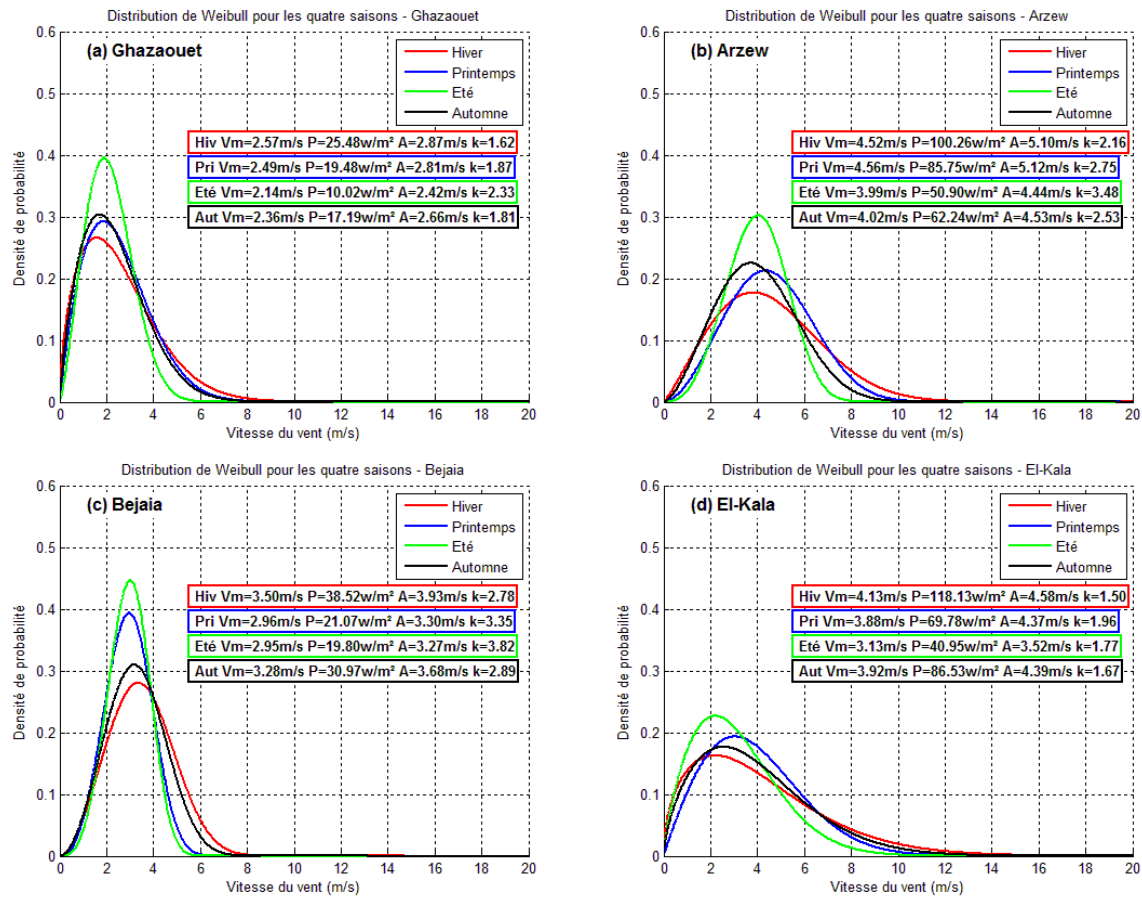 Distribution de Weibull pour les quatre saisons - Ghazaouet
(a) Ghazaouet
Hiver
Printemps
Eté
Automne
Hiv Vm=2.57m/s P=25.48w/m² A=2.87m/s k=1.62
Pri Vm=2.49m/s P=19.48w/m² A=2.81m/s k=1.87
Eté Vm=2.14m/s P=10.02w/m² A=2.42m/s k=2.33
Aut Vm=2.36m/s P=17.19w/m² A=2.66m/s k=1.81
Densité de probabilité
0.6
0.5
0.4
0.3
0.2
0.1
0
0 2 4 6 8 10 12 14 16 18 20
Vitesse du vent (m/s)
Distribution de Weibull pour les quatre saisons - Arzew
(b) Arzew
Hiver
Printemps
Eté
Automne
Hiv Vm=4.52m/s P=100.26w/m² A=5.10m/s k=2.16
Pri Vm=4.56m/s P=85.75w/m² A=5.12m/s k=2.75
Eté Vm=3.99m/s P=50.90w/m² A=4.44m/s k=3.48
Aut Vm=4.02m/s P=62.24w/m² A=4.53m/s k=2.53
Densité de probabilité
0.6
0.5
0.4
0.3
0.2
0.1
0
0 2 4 6 8 10 12 14 16 18 20
Vitesse du vent (m/s)
Distribution de Weibull pour les quatre saisons - Bejaia
(c) Bejaia
Hiver
Printemps
Eté
Automne
Hiv Vm=3.50m/s P=38.52w/m² A=3.93m/s k=2.78
Pri Vm=2.96m/s P=21.07w/m² A=3.30m/s k=3.35
Eté Vm=2.95m/s P=19.80w/m² A=3.27m/s k=3.82
Aut Vm=3.28m/s P=30.97w/m² A=3.68m/s k=2.89
Densité de probabilité
0.6
0.5
0.4
0.3
0.2
0.1
0
0 2 4 6 8 10 12 14 16 18 20
Vitesse du vent (m/s)
Distribution de Weibull pour les quatre saisons - El-Kala
(d) El-Kala
Hiver
Printemps
Eté
Automne
Hiv Vm=4.13m/s P=118.13w/m² A=4.58m/s k=1.50
Pri Vm=3.88m/s P=69.78w/m² A=4.37m/s k=1.96
Eté Vm=3.13m/s P=40.95w/m² A=3.52m/s k=1.77
Aut Vm=3.92m/s P=86.53w/m² A=4.39m/s k=1.67
Densité de probabilité
0.6
0.5
0.4
0.3
0.2
0.1
0
0 2 4 6 8 10 12 14 16 18 20
Vitesse du vent (m/s)